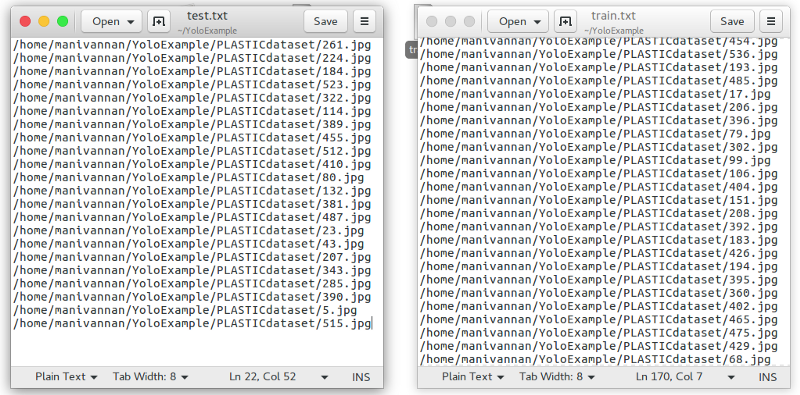 Open
test.txt
~/YoloExample
Save
/home/manivannan/YoloExample/PLASTICdataset/261.jpg
/home/manivannan/YoloExample/PLASTICdataset/224.jpg
/home/manivannan/YoloExample/PLASTICdataset/184.jpg
/home/manivannan/YoloExample/PLASTICdataset/523.jpg
/home/manivannan/YoloExample/PLASTICdataset/322.jpg
/home/manivannan/YoloExample/PLASTICdataset/114.jpg
/home/manivannan/YoloExample/PLASTICdataset/389.jpg
/home/manivannan/YoloExample/PLASTICdataset/455.jpg
/home/manivannan/YoloExample/PLASTICdataset/512.jpg
/home/manivannan/YoloExample/PLASTICdataset/410.jpg
/home/manivannan/YoloExample/PLASTICdataset/80.jpg
/home/manivannan/YoloExample/PLASTICdataset/132.jpg
/home/manivannan/YoloExample/PLASTICdataset/381.jpg
/home/manivannan/YoloExample/PLASTICdataset/487.jpg
/home/manivannan/YoloExample/PLASTICdataset/23.jpg
/home/manivannan/YoloExample/PLASTICdataset/43.jpg
/home/manivannan/YoloExample/PLASTICdataset/207.jpg
/home/manivannan/YoloExample/PLASTICdataset/343.jpg
/home/manivannan/YoloExample/PLASTICdataset/285.jpg
/home/manivannan/YoloExample/PLASTICdataset/390.jpg
/home/manivannan/YoloExample/PLASTICdataset/5.jpg
/home/manivannan/YoloExample/PLASTICdataset/515.jpg
Plain Text Tab Width: 8 Ln 22, Col 52 INS
Open
train.txt
~/YoloExample
Save
tr
/home/manivannan/YoloExample/PLASTICdataset/454.jpg
/home/manivannan/YoloExample/PLASTICdataset/536.jpg
/home/manivannan/YoloExample/PLASTICdataset/193.jpg
/home/manivannan/YoloExample/PLASTICdataset/485.jpg
/home/manivannan/YoloExample/PLASTICdataset/17.jpg
/home/manivannan/YoloExample/PLASTICdataset/206.jpg
/home/manivannan/YoloExample/PLASTICdataset/396.jpg
/home/manivannan/YoloExample/PLASTICdataset/79.jpg
/home/manivannan/YoloExample/PLASTICdataset/302.jpg
/home/manivannan/YoloExample/PLASTICdataset/99.jpg
/home/manivannan/YoloExample/PLASTICdataset/106.jpg
/home/manivannan/YoloExample/PLASTICdataset/404.jpg
/home/manivannan/YoloExample/PLASTICdataset/151.jpg
/home/manivannan/YoloExample/PLASTICdataset/208.jpg
/home/manivannan/YoloExample/PLASTICdataset/392.jpg
/home/manivannan/YoloExample/PLASTICdataset/183.jpg
/home/manivannan/YoloExample/PLASTICdataset/426.jpg
/home/manivannan/YoloExample/PLASTICdataset/194.jpg
/home/manivannan/YoloExample/PLASTICdataset/395.jpg
/home/manivannan/YoloExample/PLASTICdataset/360.jpg
/home/manivannan/YoloExample/PLASTICdataset/402.jpg
/home/manivannan/YoloExample/PLASTICdataset/465.jpg
/home/manivannan/YoloExample/PLASTICdataset/475.jpg
/home/manivannan/YoloExample/PLASTICdataset/429.jpg
/home/manivannan/YoloExample/PLASTICdataset/68.jpg
Plain Text Tab Width: 8 Ln 170, Col 7 INS